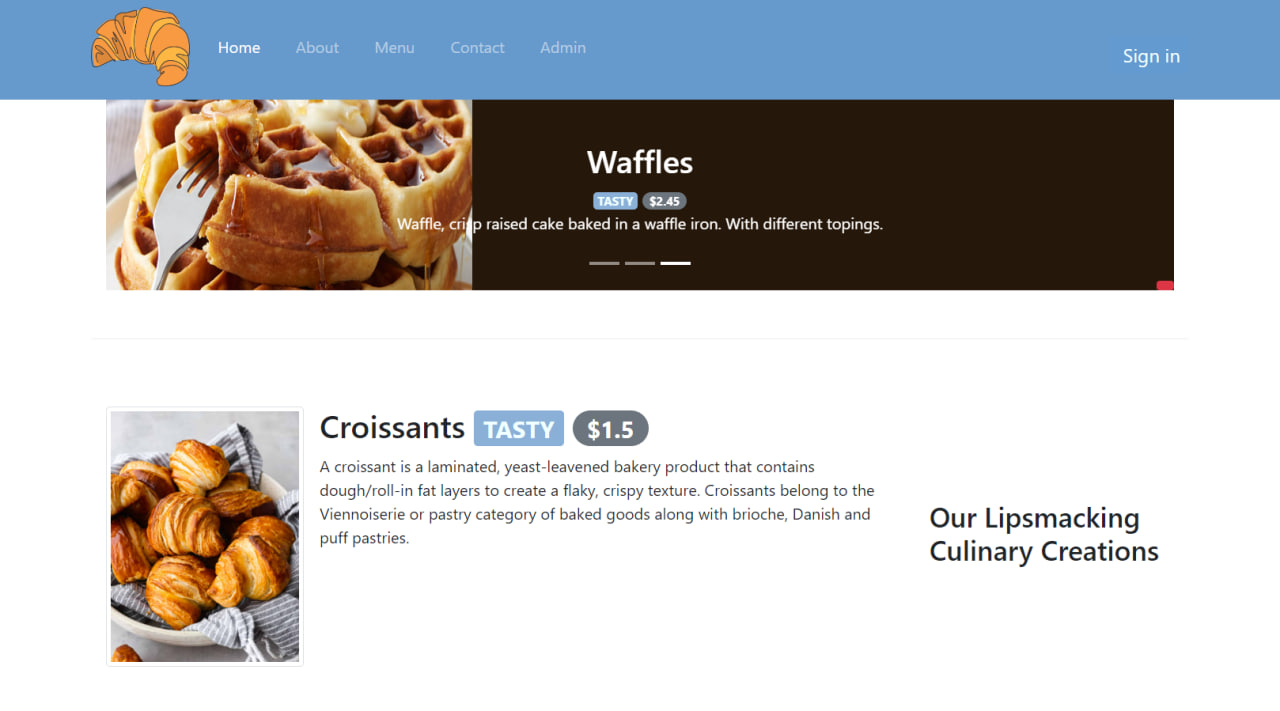 Home About Menu Contact Admin
Sign in
Waffles
TASTY $2.45
Waffle, crisp raised cake baked in a waffle iron. With different topings.
Croissants TASTY $1.5
A croissant is a laminated, yeast-leavened bakery product that contains
dough/roll-in fat layers to create a flaky, crispy texture. Croissants belong to the
Viennoiserie or pastry category of baked goods along with brioche, Danish and
puff pastries.
Our Lipsmacking
Culinary Creations